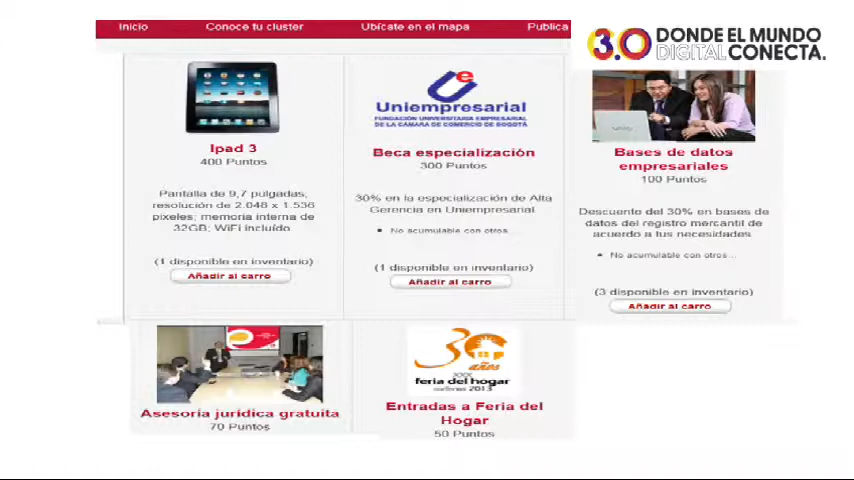 Inicio
Conoce tu cluster
Ubícate en el mapa
Publica
3.0 DONDE EL MUNDO
DIGITAL CONECTA.
Ipad 3
400 Puntos
Pantalla de 9,7 pulgadas;
resolución de 2.048 x 1.536
píxeles; memoria interna de
32GB; WiFi incluído
(1 disponible en inventario)
Añadir al carro
Uniempresarial
FUNDACIÓN UNIVERSITARIA EMPRESARIAL
DE LA CÁMARA DE COMERCIO DE BOGOTÁ
Beca especialización
300 Puntos
30% en la especialización de Alta
Gerencia en Uniempresarial
No acumulable con otros...
(1 disponible en inventario)
Añadir al carro
Bases de datos
empresariales
100 Puntos
Descuento del 30% en bases de
datos del registro mercantil de
acuerdo a tus necesidades
No acumulable con otros...
(3 disponible en inventario)
Añadir al carro
Asesoría jurídica gratuita
70 Puntos
30
años
feria del hogar
2013
Entradas a Feria del
Hogar
50 Puntos